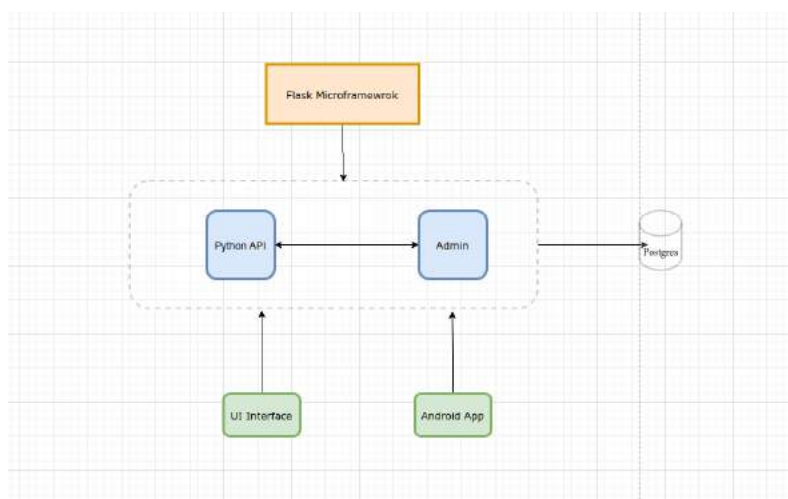 Flask Microframewrok
Python API
Admin
Postgres
UI Interface
Android App